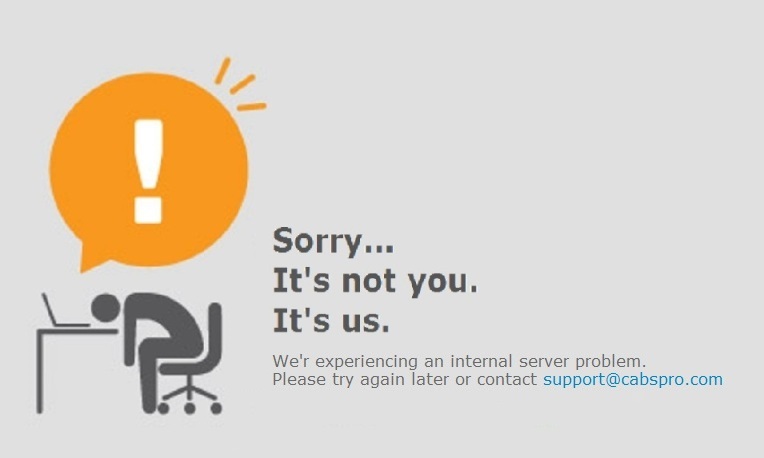 !
Sorry...
It's not you.
It's us.
We'r experiencing an internal server problem.
Please try again later or contact support@cabspro.com